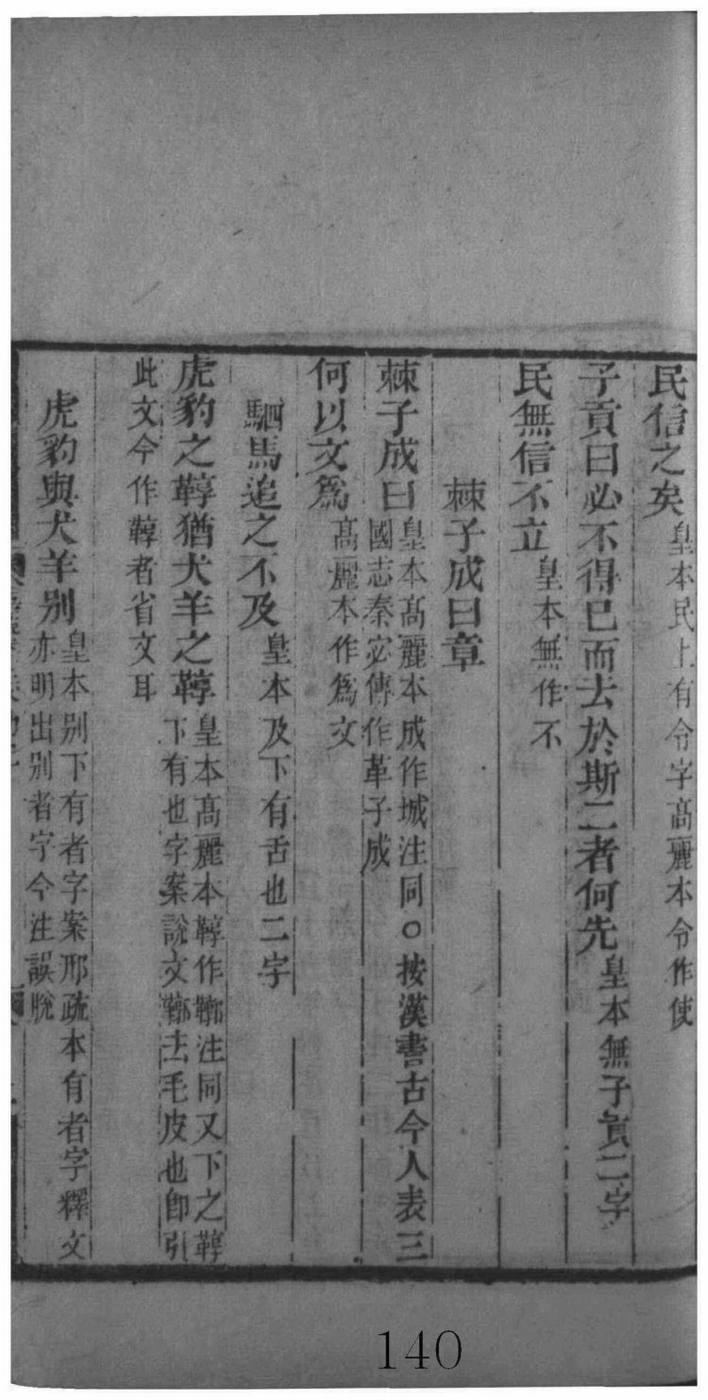 民信之矣皇本民上有令字高麗本令作使
子貢曰必不得已而去於斯二者何先皇本無子貢二字
民無信不立皇本無作不
棘子成曰章
棘子成曰皇本高麗本成作城注同○按漢書古今人表三
國志秦宓傳作革子成
何以文爲高麗本作爲文
駟馬追之不及皇本及下有舌也二字
虎豹之鞟猶犬羊之鞟皇本高麗本鞟作鞹注同又下之鞟
下有也字案說文鞹去毛皮也卽引
此文今作鞟者省文耳
虎豹與犬羊别皇本别下有者字案邢疏本有者字釋文
亦明出别者字今注誤脫
140